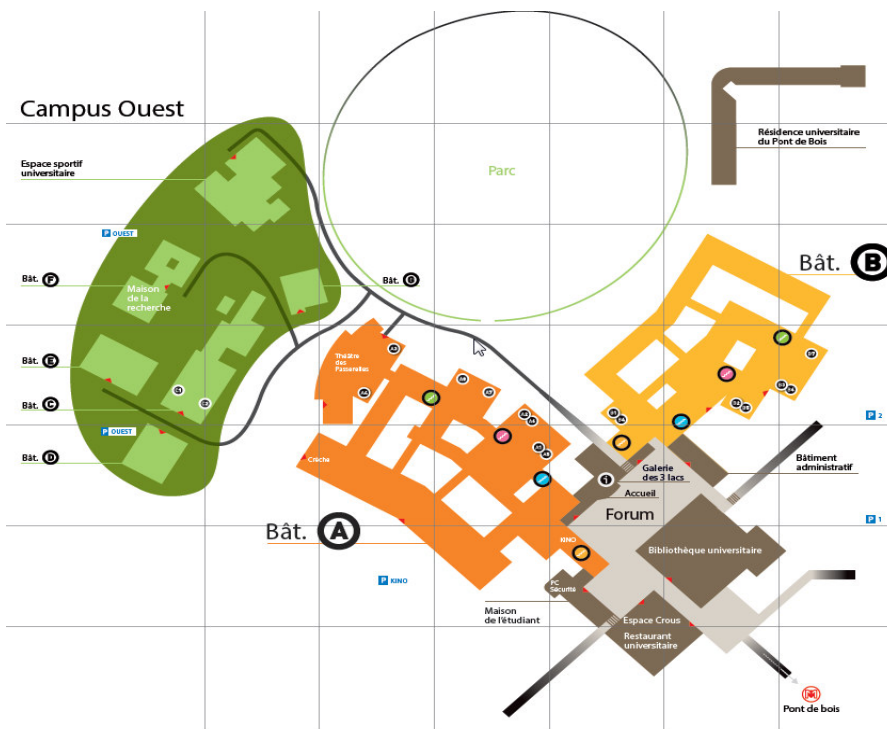 Campus Ouest
Résidence universitaire
du Pont de Bois
Espace sportif
universitaire
Parc
P OUEST
Bât. B
Bât. F
Bât. G
Maison
de la
recherche
Théâtre
des
Passerelles
Bât. E
Bât. C
C1
Bât. D
P OUEST
P 2
Crèche
1
Galerie
des 3 lacs
Bâtiment
administratif
Accueil
Forum
P 1
Bât. A
KINO
Bibliothèque universitaire
P KINO
PC
Sécurité
Maison
de l'étudiant
Espace Crous
Restaurant
universitaire
Pont de bois